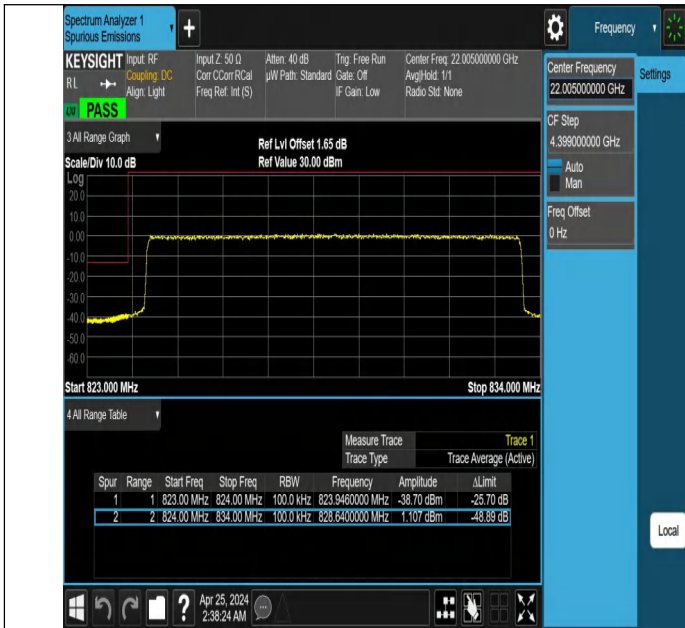 Spectrum Analyzer 1
Spurious Emissions
Frequency
KEYSIGHT
RL
PASS
Input: RF
Coupling: DC
Align: Light
Input Z: 50 Ω
Corr CCorr RCal
Freq Ref: Int (S)
Atten: 40 dB
µW Path: Standard
Trig: Free Run
Gate: Off
IF Gain: Low
Center Freq: 22.005000000 GHz
Avg|Hold: 1/1
Radio Std: None
Center Frequency
22.005000000 GHz
Settings
CF Step
4.399000000 GHz
Auto
Man
Freq Offset
0 Hz
3 All Range Graph
Scale/Div 10.0 dB
Ref Lvl Offset 1.65 dB
Ref Value 30.00 dBm
Log
20.0
10.0
0.00
-10.0
-20.0
-30.0
-40.0
-50.0
-60.0
Start 823.000 MHz
Stop 834.000 MHz
4 All Range Table
Measure Trace Trace 1
Trace Type Trace Average (Active)
Spur Range Start Freq Stop Freq RBW Frequency Amplitude ΔLimit
1 1 823.00 MHz 824.00 MHz 100.0 kHz 823.9460000 MHz -38.70 dBm -25.70 dB
2 2 824.00 MHz 834.00 MHz 100.0 kHz 828.6400000 MHz 1.107 dBm -48.89 dB
Local
?
Apr 25, 2024
2:38:24 AM